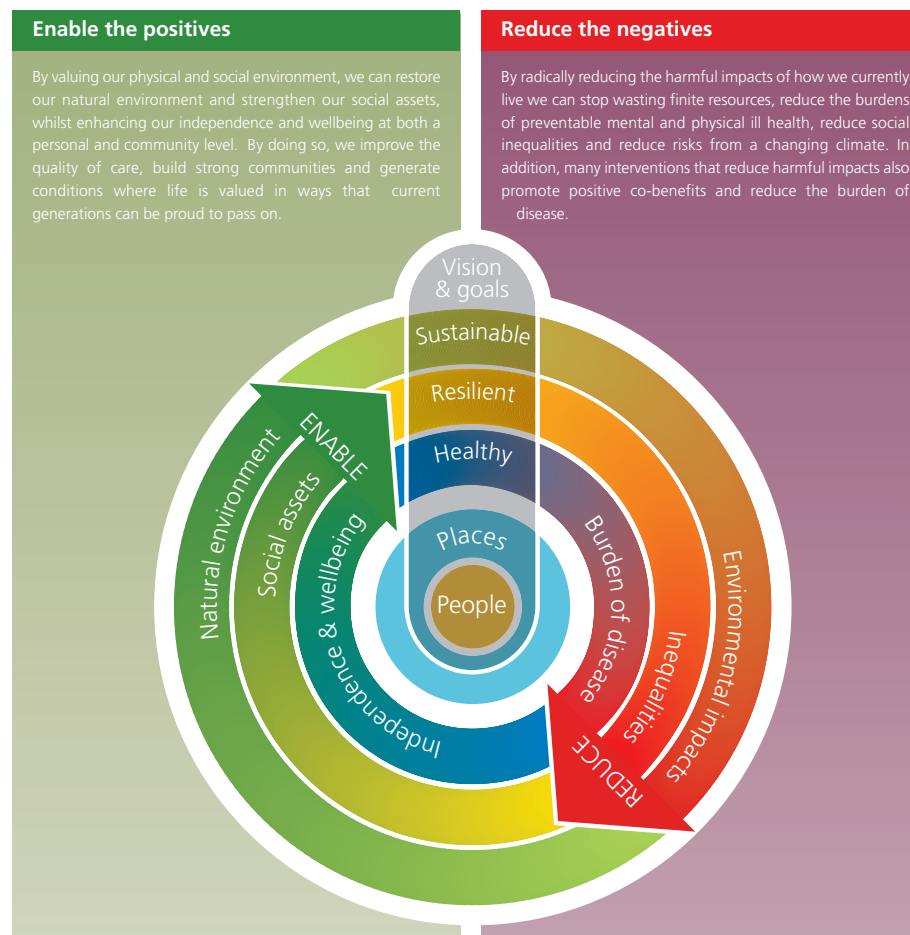 Enable the positives
By valuing our physical and social environment, we can restore
our natural environment and strengthen our social assets,
whilst enhancing our independence and wellbeing at both a
personal and community level. By doing so, we improve the
quality of care, build strong communities and generate
conditions where life is valued in ways that current
generations can be proud to pass on.
Reduce the negatives
By radically reducing the harmful impacts of how we currently
live we can stop wasting finite resources, reduce the burdens
of preventable mental and physical ill health, reduce social
inequalities and reduce risks from a changing climate. In
addition, many interventions that reduce harmful impacts also
promote positive co-benefits and reduce the burden of
disease.
Vision
& goals
Sustainable
Resilient
Healthy
Places
People
ENABLE
Natural environment
Social assets
Independence & wellbeing
Burden of disease
Inequalities
Environmental impacts
REDUCE